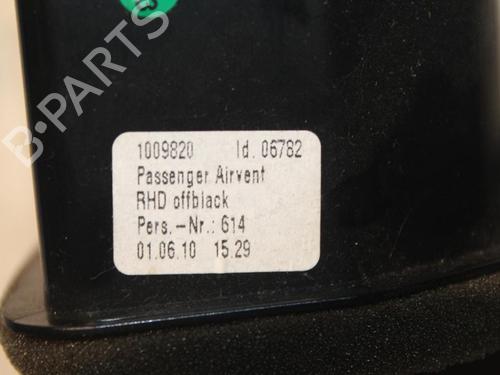 B-PARTS
1009820 Id. 06782
Passenger Airvent
RHD offblack
Pers.-Nr.: 614
01.06.10 15.29